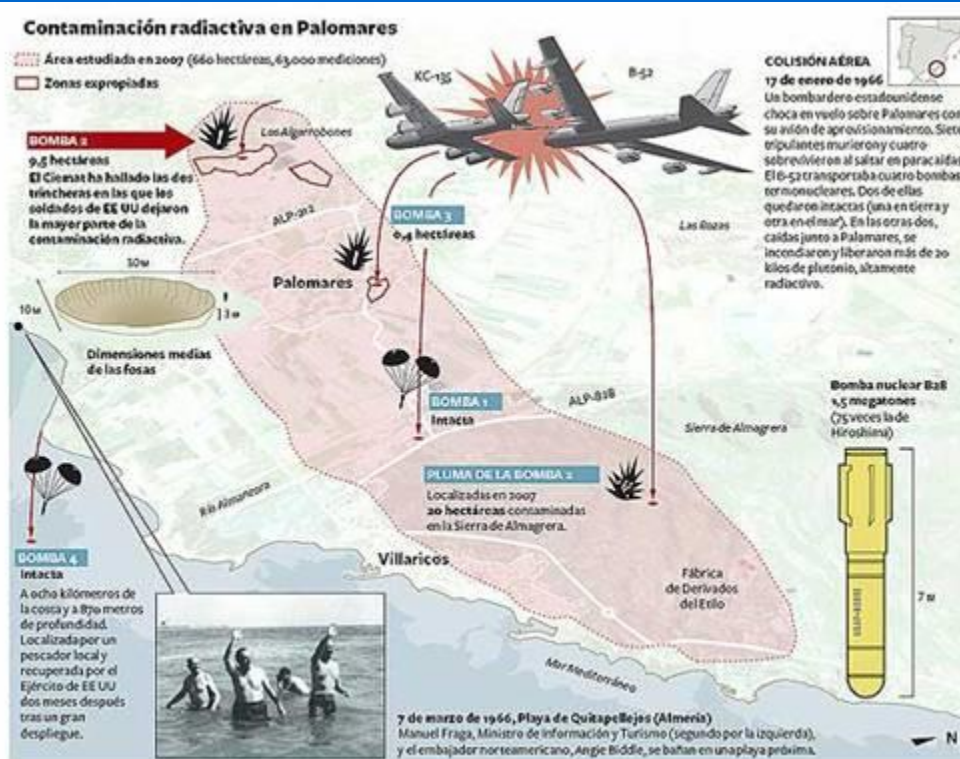 Contaminación radiactiva en Palomares
Área estudiada en 2007 (660 hectáreas, 63.000 mediciones)
Zonas expropiadas
BOMBA 2
9,5 hectáreas
El Ciemat ha hallado las dos
trincheras en las que los
soldados de EE UU dejaron
la mayor parte de la
contaminación radiactiva.
Los Algarrobones
KC-135
B-52
COLISIÓN AÉREA
17 de enero de 1966
Un bombardero estadounidense
choca en vuelo sobre Palomares con
su avión de aprovisionamiento. Siete
tripulantes murieron y cuatro
sobrevivieron al saltar en paracaídas.
El B-52 transportaba cuatro bombas
termonucleares. Dos de ellas
quedaron intactas (una en tierra y
otra en el mar). En las otras dos,
caídas junto a Palomares, se
incendiaron y liberaron más de 20
kilos de plutonio, altamente
radiactivo.
ALP-912
BOMBA 3
0,4 hectáreas
Las Rozas
Palomares
30 M
10 M
3 M
Dimensiones medias
de las fosas
BOMBA 1
Intacta
ALP-828
Sierra de Almagrera
Bomba nuclear B28
1,5 megatones
(75 veces la de
Hiroshima)
7 M
PLUMA DE LA BOMBA 2
Localizadas en 2007
20 hectáreas contaminadas
en la Sierra de Almagrera.
Río Almanzora
Villaricos
Fábrica
de Derivados
del Etilo
BOMBA 4
Intacta
A ocho kilómetros de
la costa y a 870 metros
de profundidad.
Localizada por un
pescador local y
recuperada por el
Ejército de EE UU
dos meses después
tras un gran
despliegue.
Mar Mediterráneo
7 de marzo de 1966, Playa de Quitapellejos (Almería)
Manuel Fraga, Ministro de Información y Turismo (segundo por la izquierda),
y el embajador norteamericano, Angie Biddle, se bañan en una playa próxima.
N